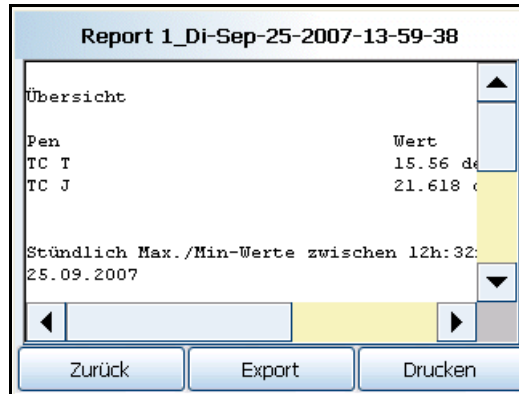 Report 1_Di-Sep-25-2007-13-59-38
Übersicht
Pen Wert
TC T 15.56 de
TC J 21.618
Stündlich Max./Min-Werte zwischen 12h:32:
25.09.2007
Zurück Export Drucken